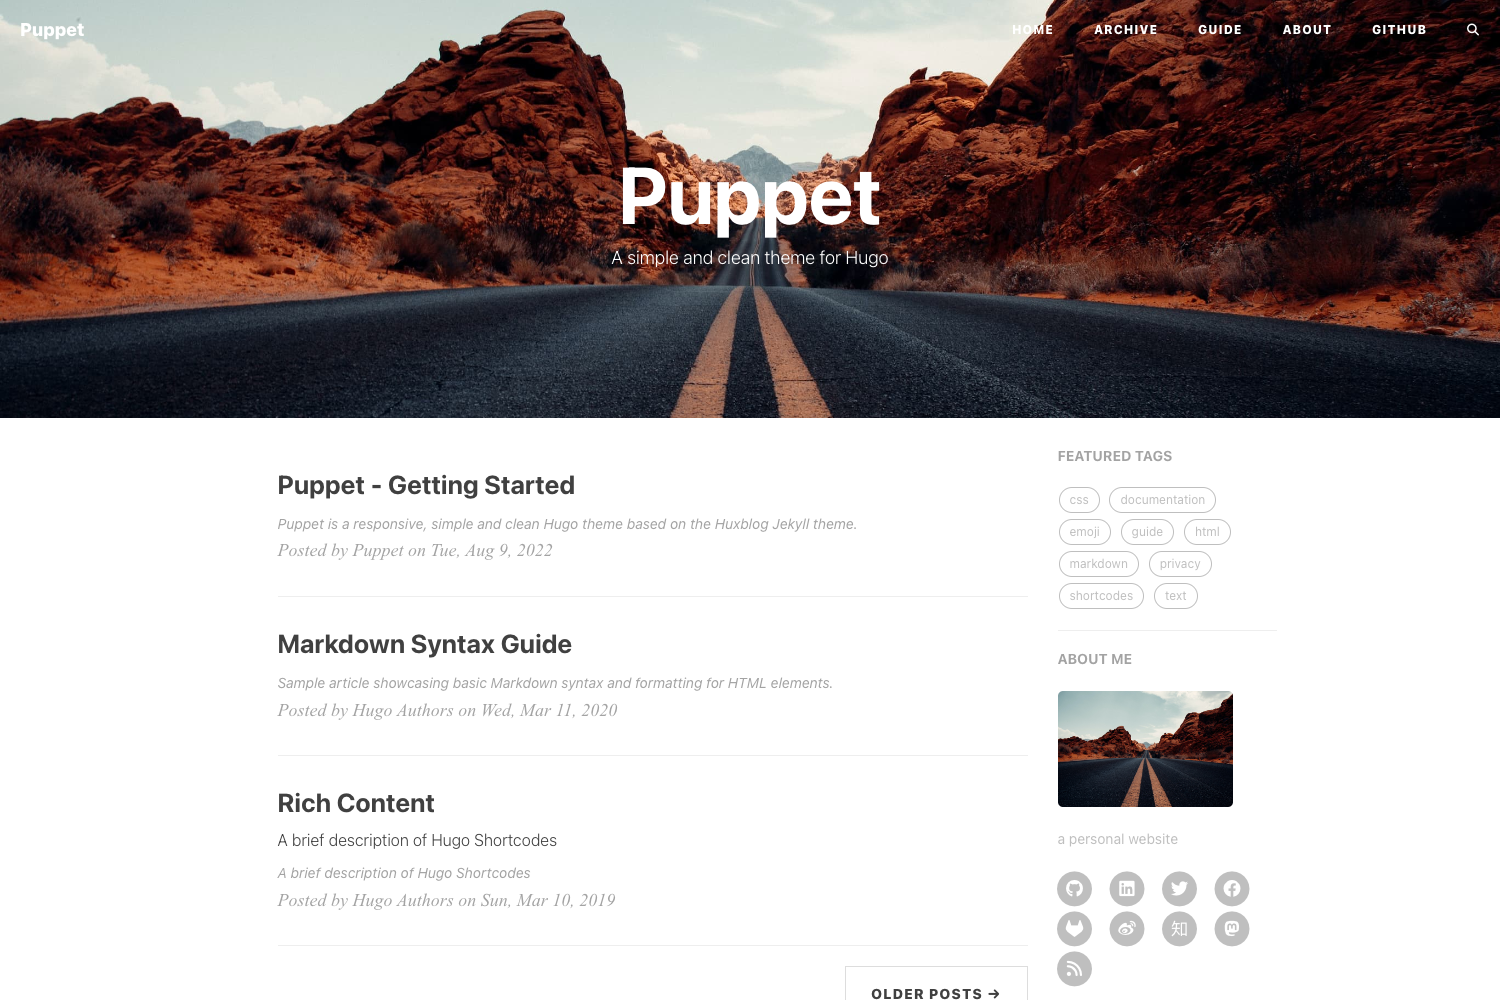 Puppet
HOME ARCHIVE GUIDE ABOUT GITHUB
Puppet
A simple and clean theme for Hugo
Puppet - Getting Started
Puppet is a responsive, simple and clean Hugo theme based on the Huxblog Jekyll theme.
Posted by Puppet on Tue, Aug 9, 2022
Markdown Syntax Guide
Sample article showcasing basic Markdown syntax and formatting for HTML elements.
Posted by Hugo Authors on Wed, Mar 11, 2020
Rich Content
A brief description of Hugo Shortcodes
A brief description of Hugo Shortcodes
Posted by Hugo Authors on Sun, Mar 10, 2019
OLDER POSTS →
FEATURED TAGS
css documentation
emoji guide html
markdown privacy
shortcodes text
ABOUT ME
a personal website
in
知